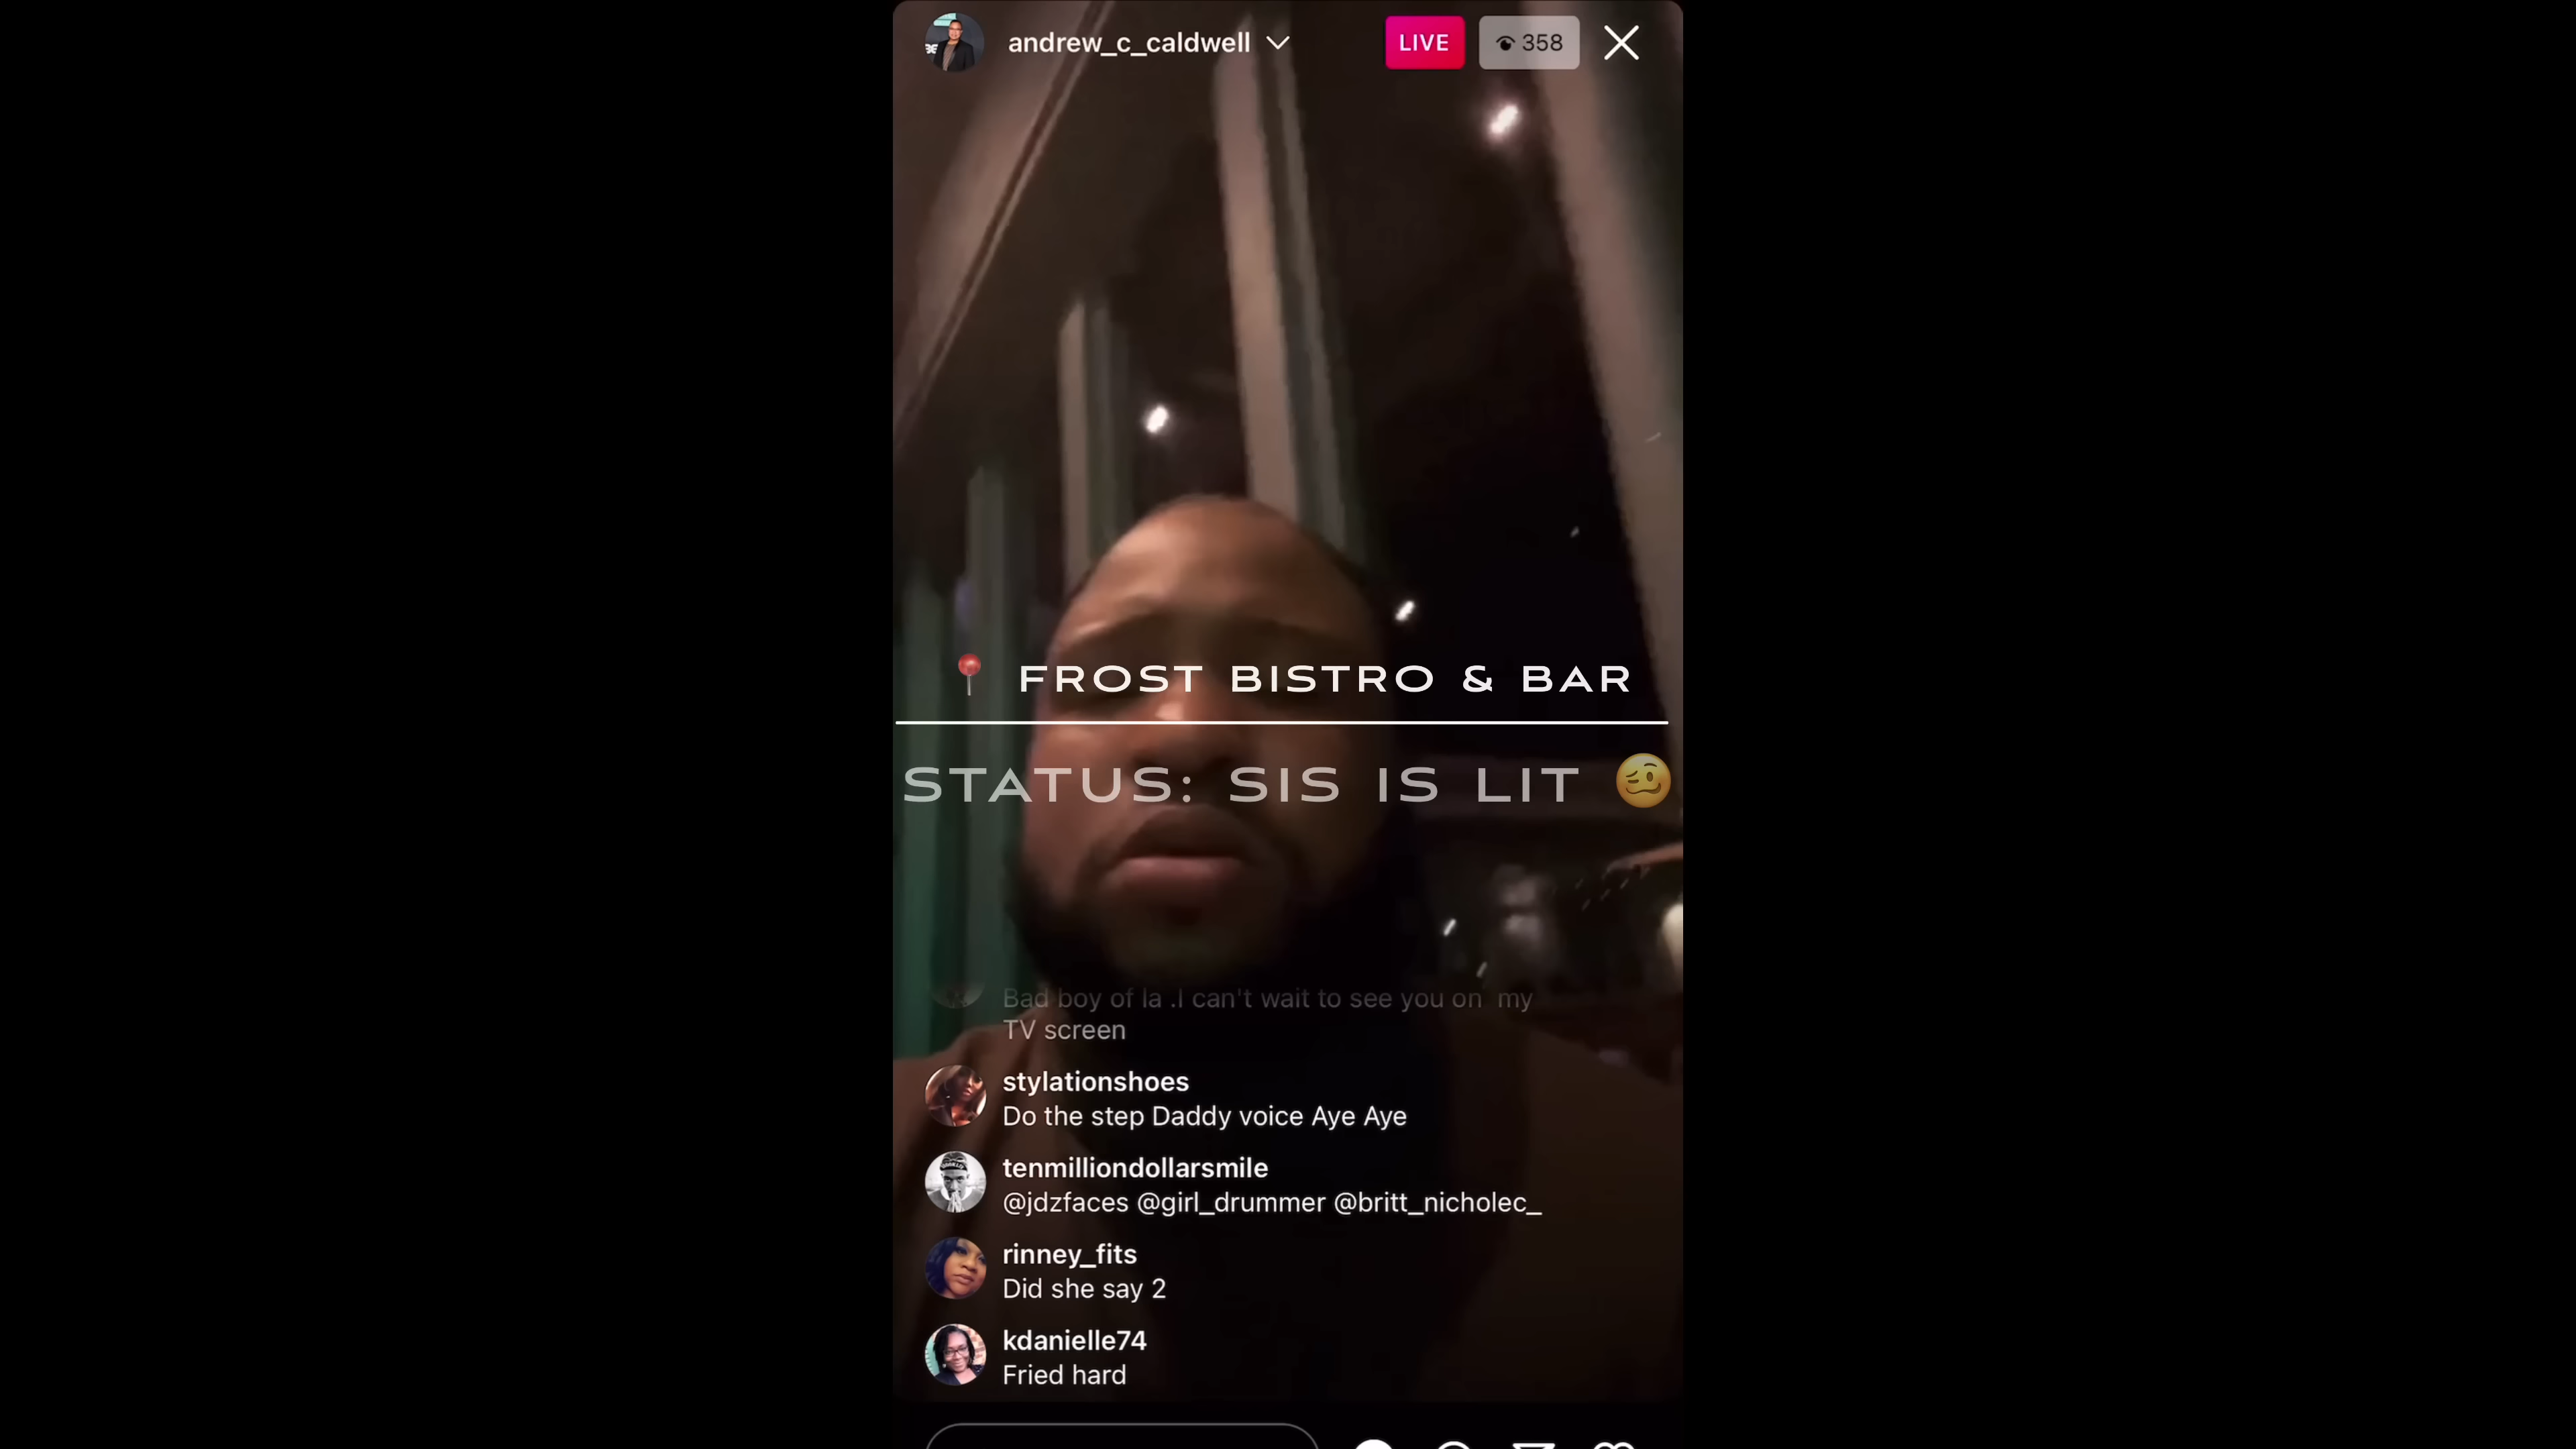 andrew_c_caldwell
LIVE
358
📍 FROST BISTRO & BAR
STATUS: SIS IS LIT 🥴
Bad boy of la .I can't wait to see you on my
TV screen
stylationshoes
Do the step Daddy voice Aye Aye
tenmilliondollarsmile
@jdzfaces @girl_drummer @britt_nicholec_
rinney_fits
Did she say 2
kdanielle74
Fried hard